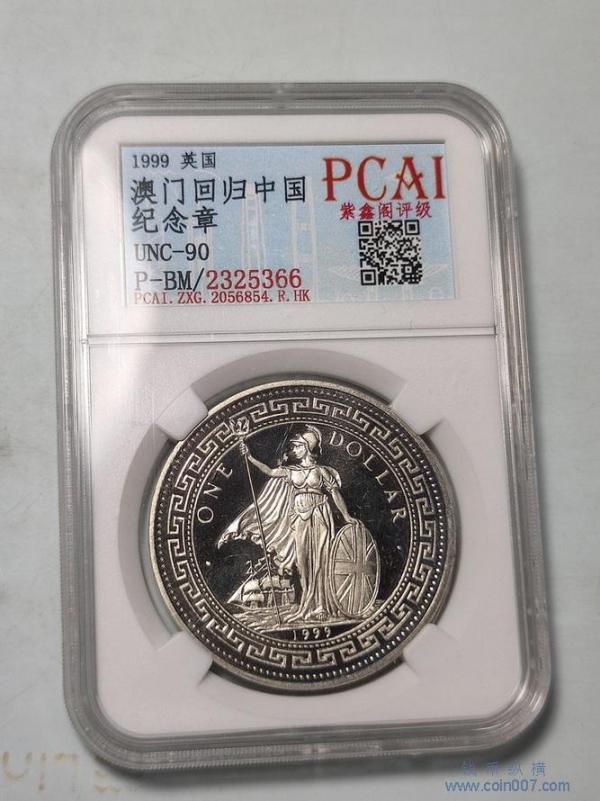 1999 英国
澳门回归中国
纪念章
UNC-90
P-BM/2325366
PCAI.ZXG.2056854.R.HK
PCAI
紫鑫阁评级
ONE DOLLAR
1999
钱币纵横
www.coin007.com